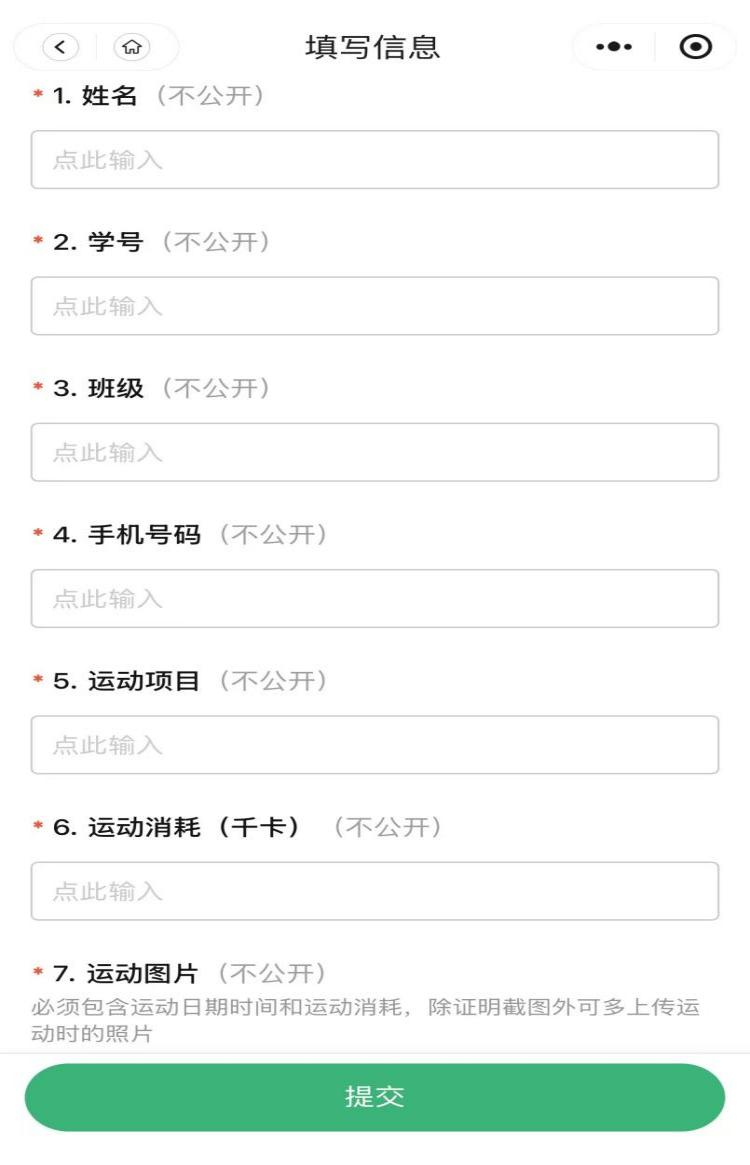 填写信息
* 1. 姓名（不公开）
点此输入
* 2. 学号（不公开）
点此输入
* 3. 班级（不公开）
点此输入
* 4. 手机号码（不公开）
点此输入
* 5. 运动项目（不公开）
点此输入
* 6. 运动消耗（千卡）（不公开）
点此输入
* 7. 运动图片（不公开）
必须包含运动日期时间和运动消耗，除证明截图外可多上传运
动时的照片
提交